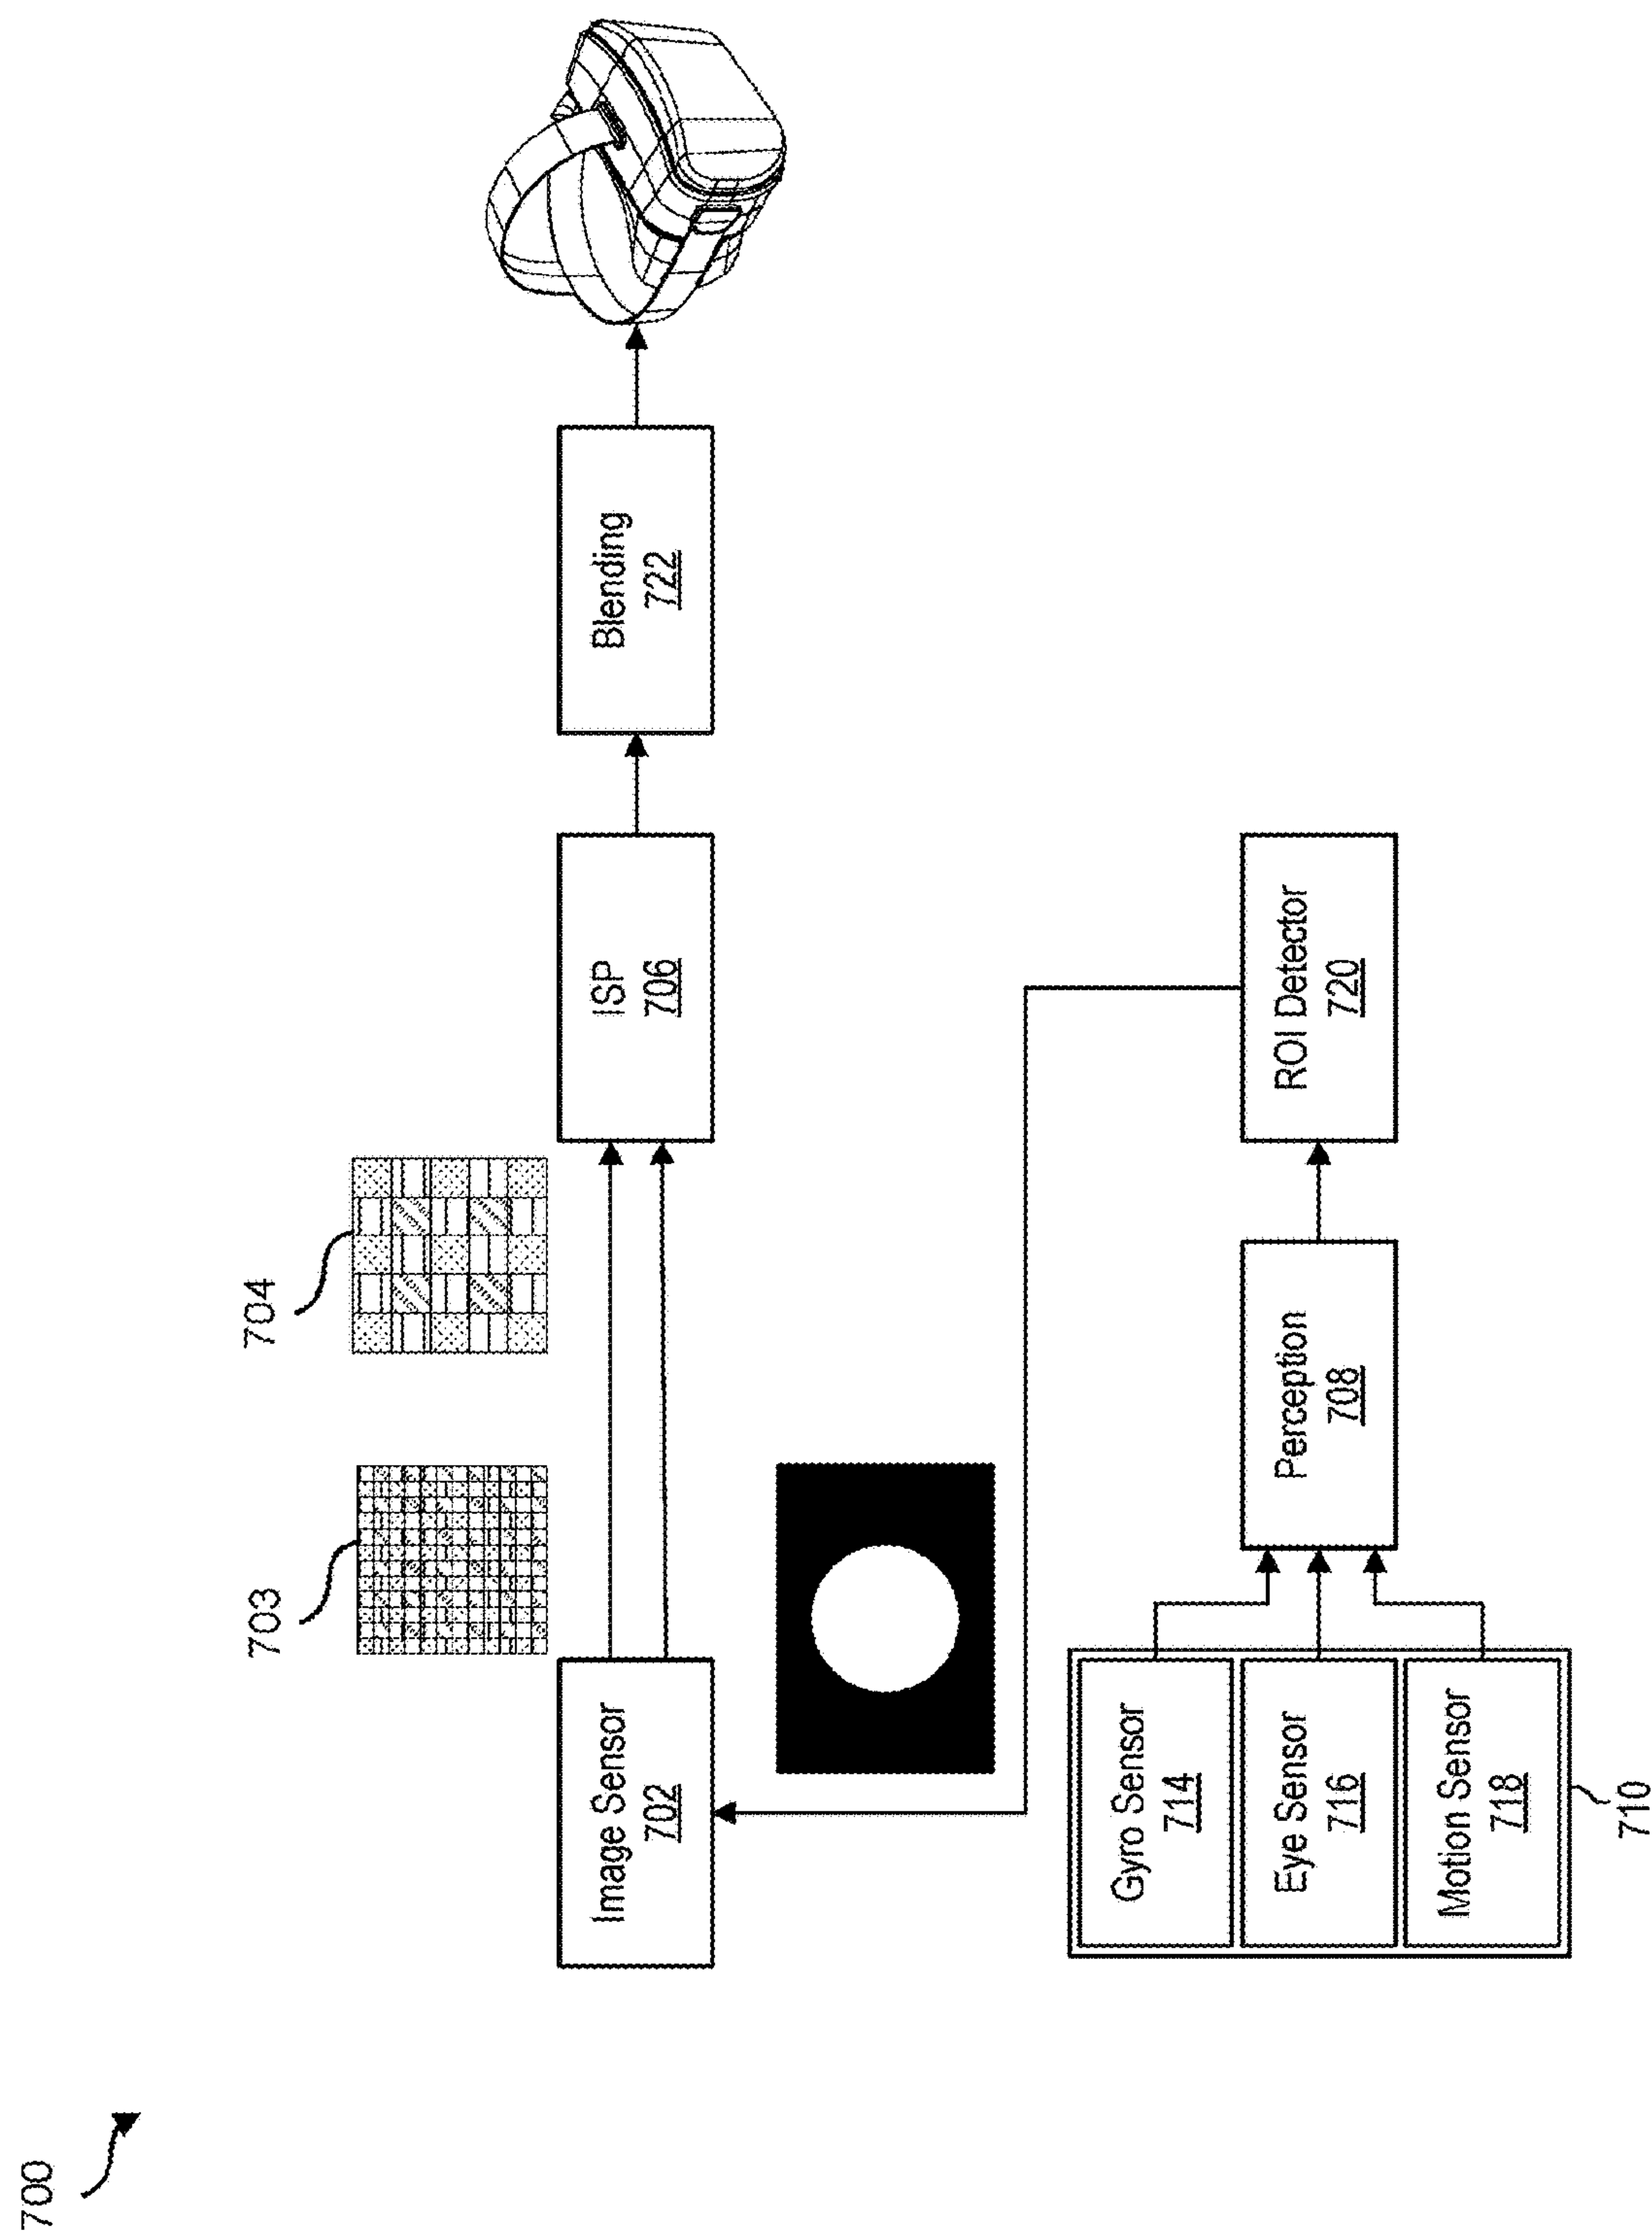 700
703
704
Image Sensor
702
ISP
706
Blending
722
Gyro Sensor
714
Eye Sensor
716
Motion Sensor
718
710
Perception
708
ROI Detector
720